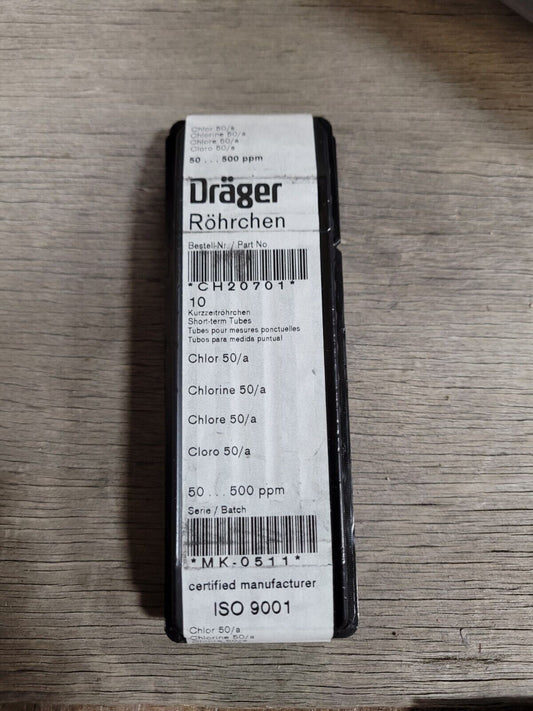 Chlor 50/a
Chlorine 50/a
Chlore 50/a
Cloro 50/a
50 ... 500 ppm
Dräger
Röhrchen
Bestell-Nr. / Part No
*CH20701*
10
Kurzzeitröhrchen
Short-term Tubes
Tubes pour mesures ponctuelles
Tubos para medida puntual
Chlor 50/a
Chlorine 50/a
Chlore 50/a
Cloro 50/a
50 ... 500 ppm
Serie / Batch
*MK-0511*
certified manufacturer
ISO 9001
Chlor 50/a
Chlorine 50/a